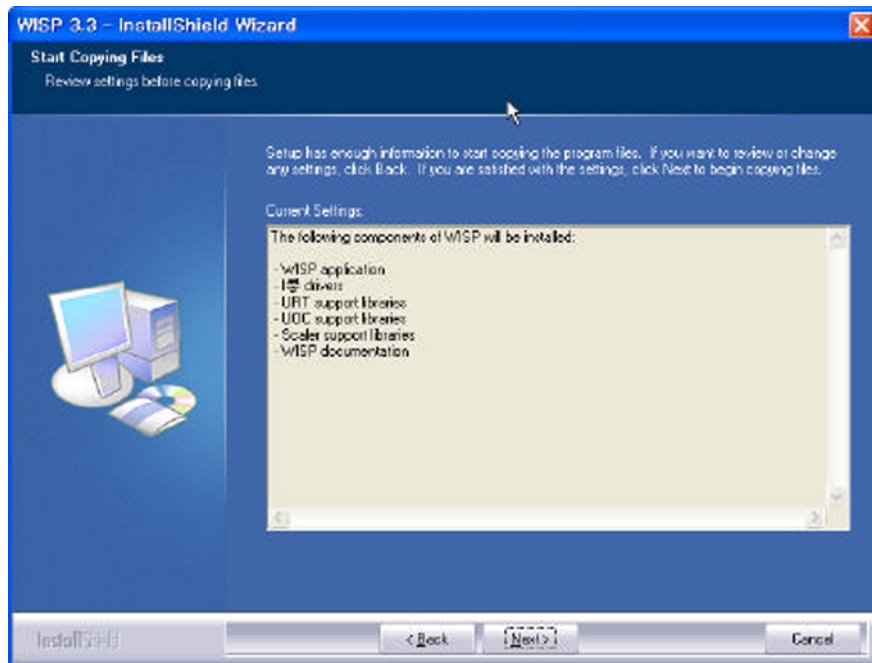 WISP 3.3 - InstallShield Wizard
Start Copying Files
Review settings before copying files.
Setup has enough information to start copying the program files. If you want to review or change
any settings, click Back. If you are satisfied with the settings, click Next to begin copying files.
Current Settings:
The following components of WISP will be installed:
- WISP application
- I쩒 drivers
- URT support libraries
- UOC support libraries
- Scaler support libraries
- WISP documentation
InstallShield
< Back
Next >
Cancel